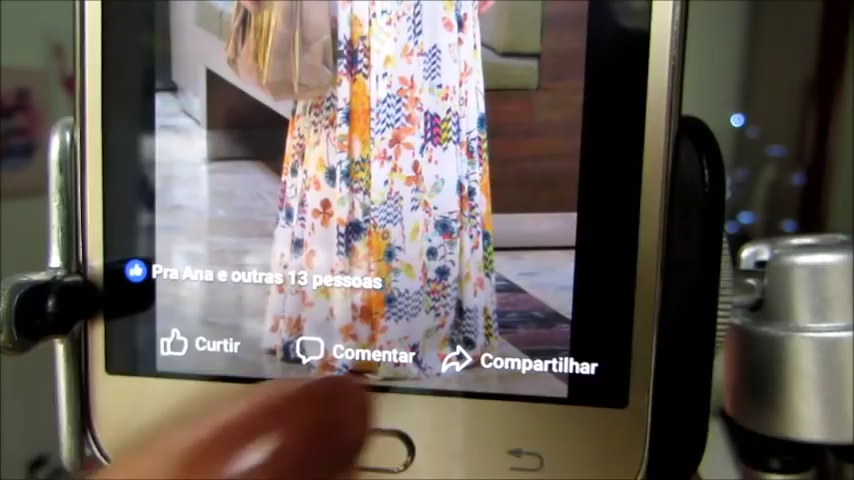 Pra Ana e outras 13 pessoas
Curtir Comentar Compartilhar